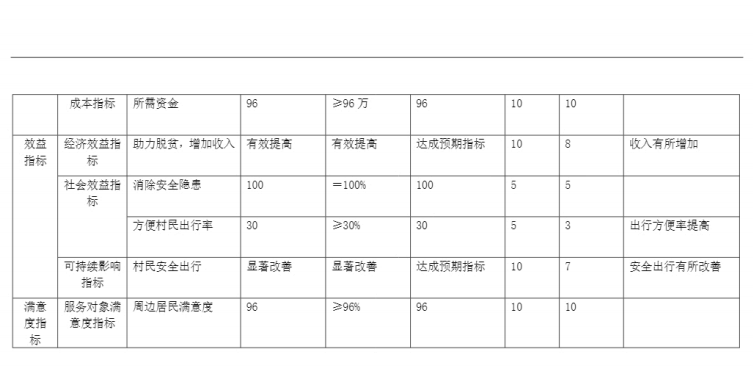 成本指标 所需资金 96 ≥96 万 96 10 10
效益指标 经济效益指标 助力脱贫，增加收入 有效提高 有效提高 达成预期指标 10 8 收入有所增加
社会效益指标 消除安全隐患 100 ＝100% 100 5 5
方便村民出行率 30 ≥30% 30 5 3 出行方便率提高
可持续影响指标 村民安全出行 显著改善 显著改善 达成预期指标 10 7 安全出行有所改善
满意度指标 服务对象满意度指标 周边居民满意度 96 ≥96% 96 10 10